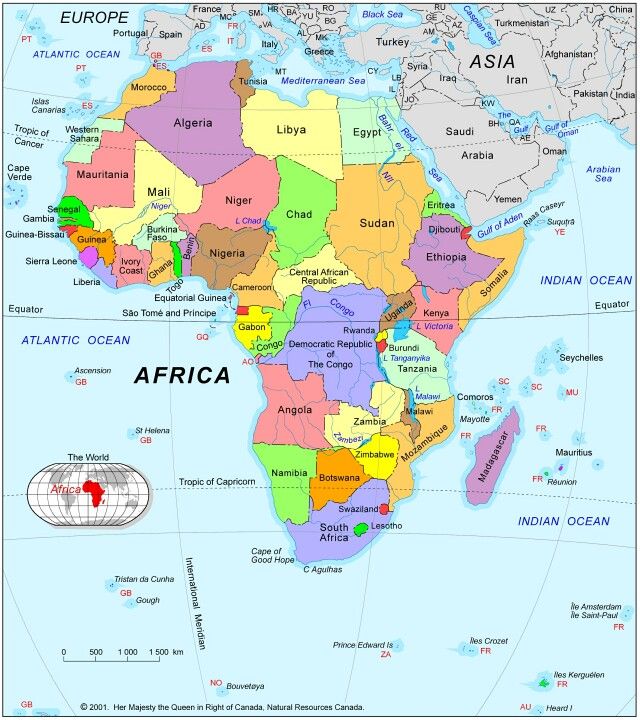 EUROPE
France
MC
FR
AD
IT
SM
HR
VA
BA
YU
RO
BG
AL
MK
Black Sea
RU
GE
AM
AZ
Caspian Sea
UZ
TJ
China
Turkmenistan
Portugal
Spain
Italy
Greece
Turkey
ASIA
Afghanistan
ATLANTIC OCEAN
PT
PT
ES
GB
ES
MT
CY
LB
IL
Syria
JO
Iraq
Iran
Pakistan
India
Mediterranean Sea
Tunisia
Morocco
KW
BH
QA
AE
The Gulf
Gulf of Oman
Islas Canarias
ES
Algeria
Libya
Egypt
Bahr el Nil
Red Sea
Saudi Arabia
Oman
Tropic of Cancer
Western Sahara
Cape Verde
Mauritania
Mali
Niger
Chad
Sudan
Eritrea
Yemen
Arabian Sea
Niger
L Chad
Senegal
Gamba
Guinea-Bissau
Guinea
Sierra Leone
Liberia
Ivory Coast
Burkina Faso
Ghana
Togo
Benin
Nigeria
Djibouti
Gulf of Aden
Raas Caseyr
Suquţrā
YE
Ethiopia
Somalia
INDIAN OCEAN
Cameroon
Central African Republic
Equatorial Guinea
São Tomé and Principe
Equator
Equator
Gabon
Congo
Fl Congo
Democratic Republic of The Congo
Uganda
Kenya
L Victoria
Rwanda
Burundi
L Tanganyika
Tanzania
GQ
AO
ATLANTIC OCEAN
Ascension
GB
AFRICA
Seychelles
SC
SC
MU
Angola
Zambia
L Malawi
Malawi
Comoros
FR
Mayotte
FR
FR
St Helena
GB
Zambezi
Zimbabwe
Mozambique
Madagascar
Mauritius
Réunion
FR
The World
Africa
Namibia
Botswana
Tropic of Capricorn
Swaziland
South Africa
Lesotho
INDIAN OCEAN
Cape of Good Hope
C Agulhas
International Meridian
Tristan da Cunha
GB
Gough
Île Amsterdam
Île Saint-Paul
FR
Prince Edward Is
ZA
Îles Crozet
FR
0 500 1 000 1 500 km
Îles Kerguélen
FR
NO
Bouvetøya
GB
© 2001. Her Majesty the Queen in Right of Canada, Natural Resources Canada.
AU
Heard I